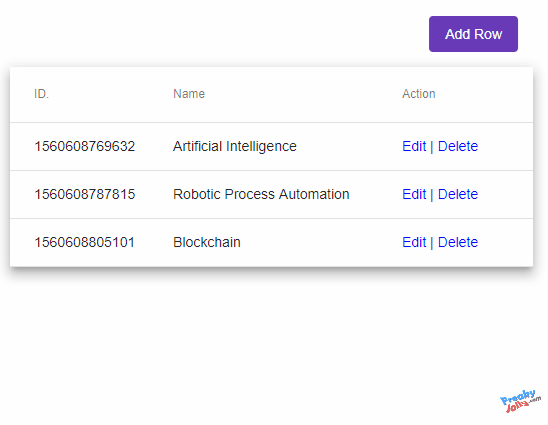 Add Row
ID. Name Action
1560608769632 Artificial Intelligence Edit | Delete
1560608787815 Robotic Process Automation Edit | Delete
1560608805101 Blockchain Edit | Delete
Freaky
Jolly.com